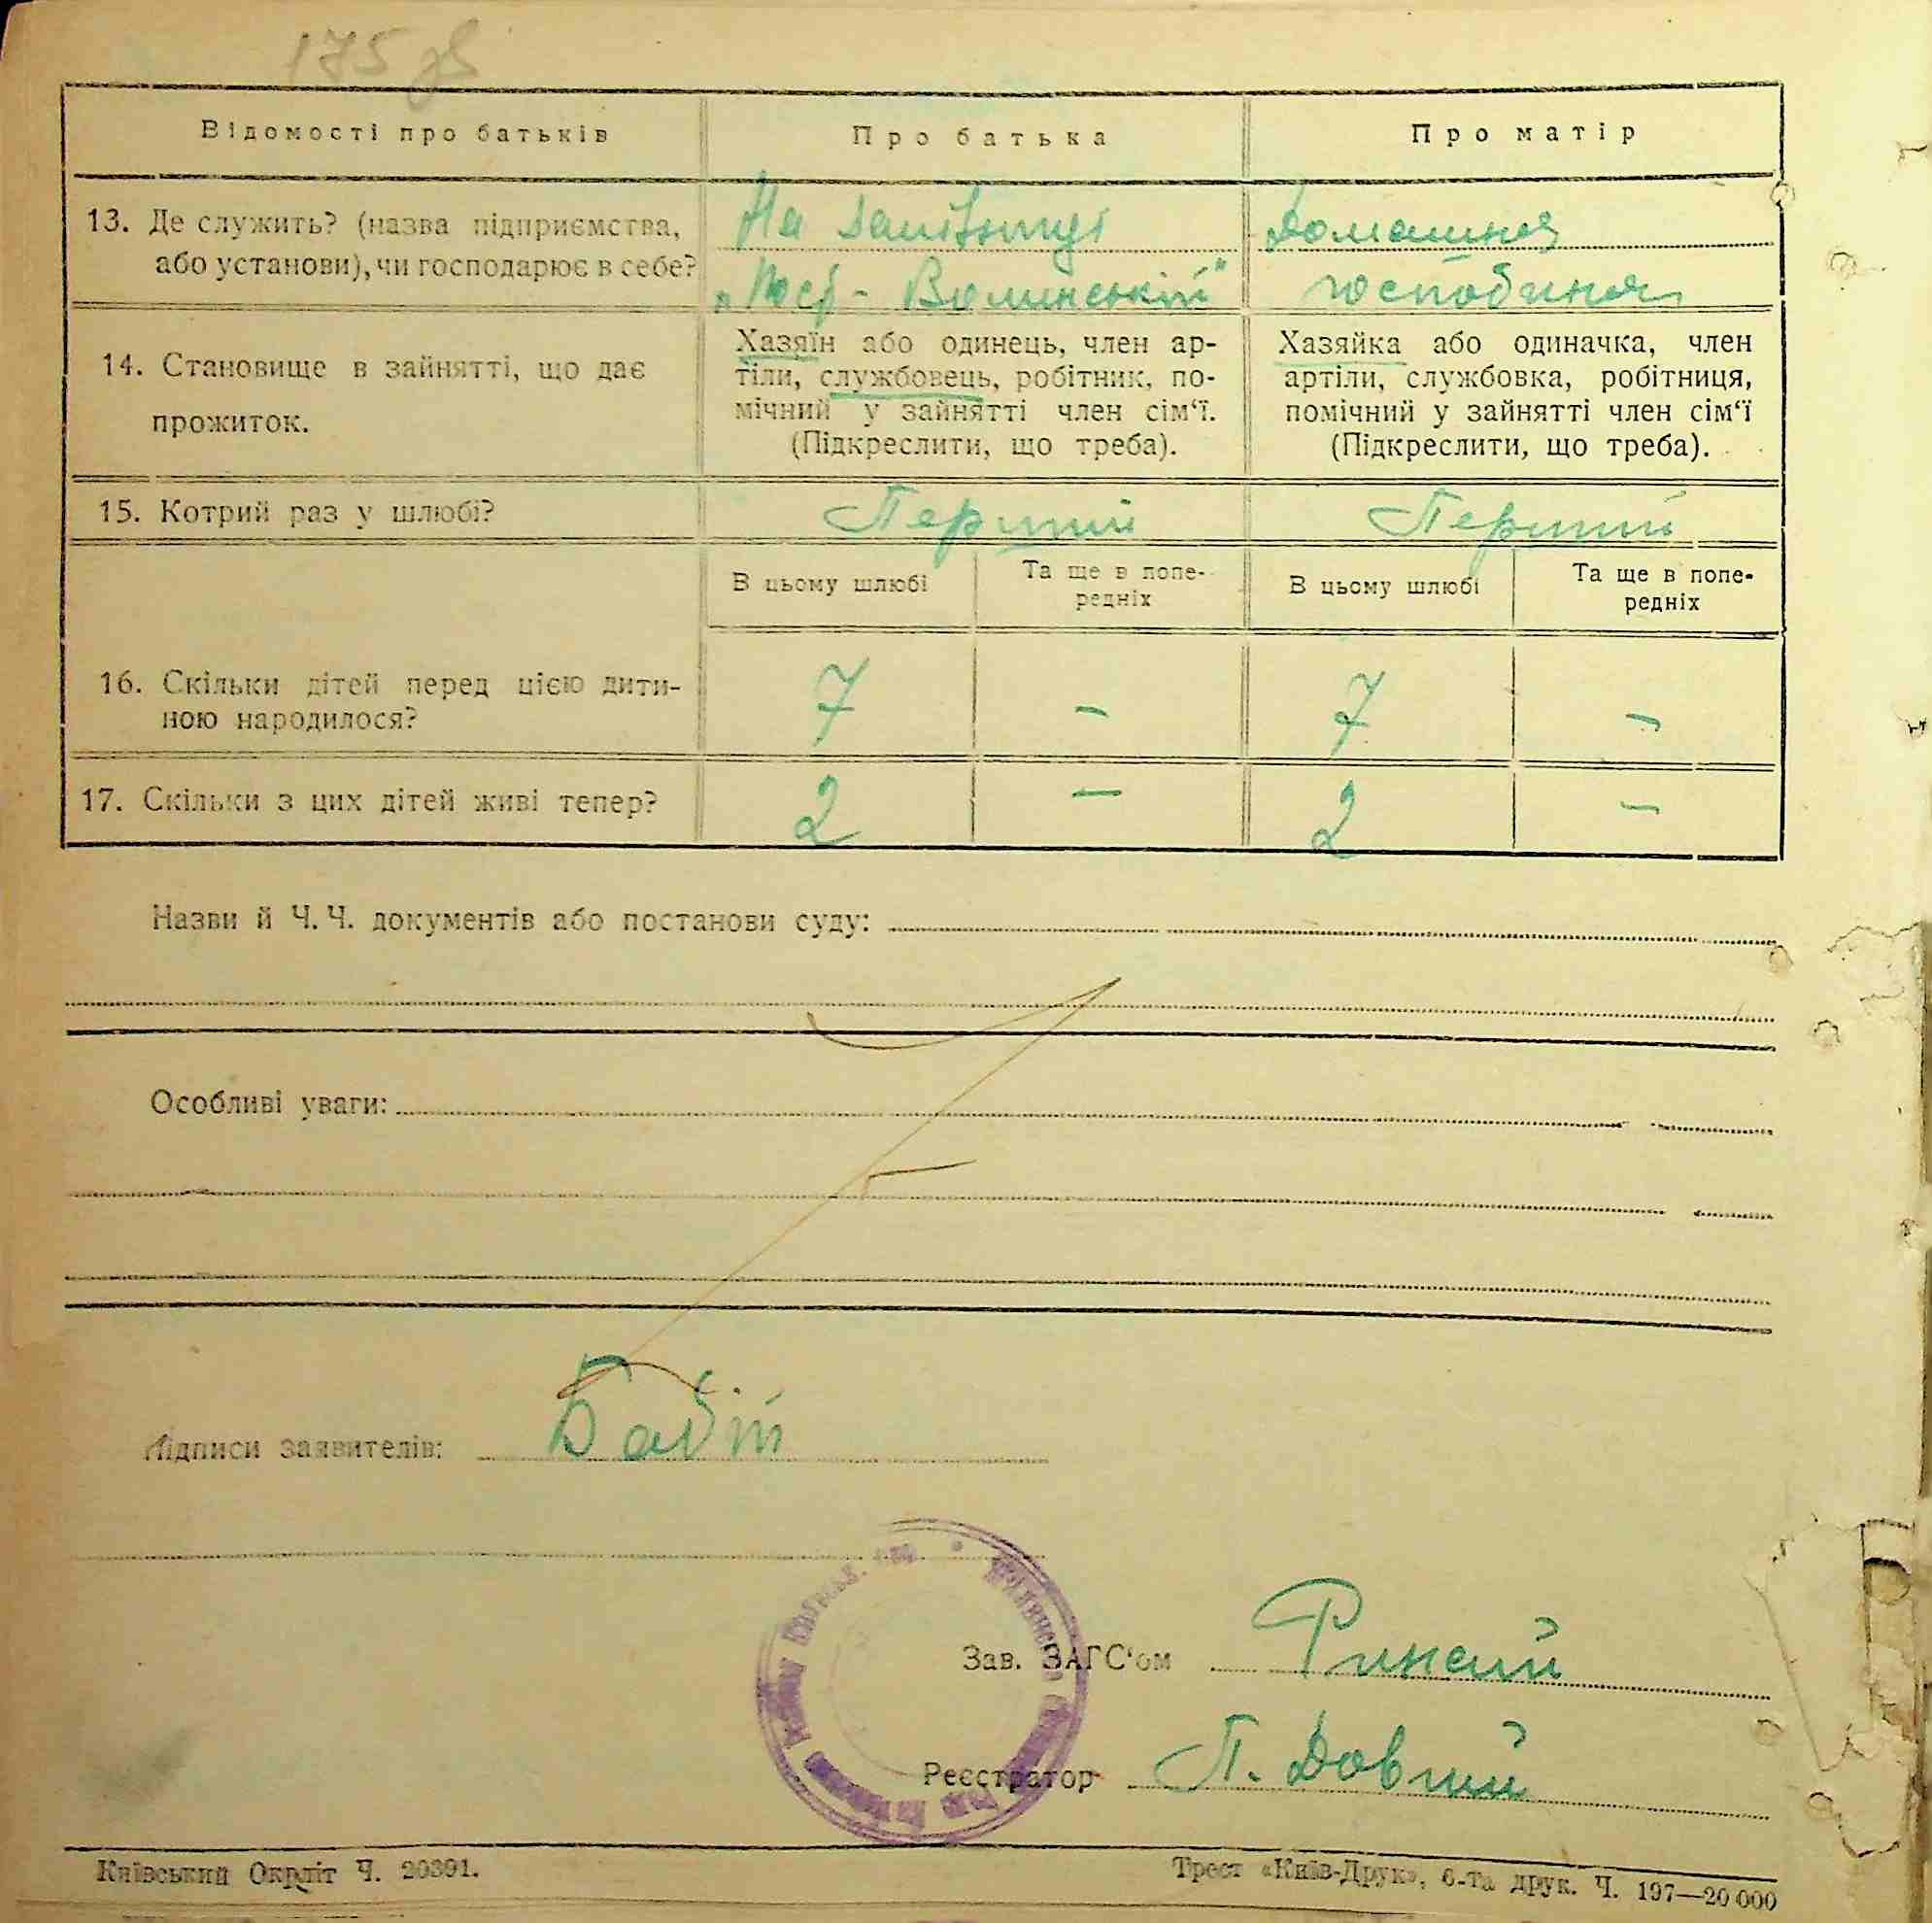 175 зв
Відомості про батьків
Про батька
Про матір
13. Де служить? (назва підприємства,
або установи), чи господарює в себе?
На залізниці
„Пост - Волинській"
Домашня
господиня
14. Становище в зайнятті, що дає
прожиток.
Хазяїн або одинець, член ар-
тіли, службовець, робітник, по-
мічний у зайнятті член сім‘ї.
(Підкреслити, що треба).
Хазяйка або одиначка, член
артіли, службовка, робітниця,
помічний у зайнятті член сім‘ї
(Підкреслити, що треба).
15. Котрий раз у шлюбі?
Перший
Перший
В цьому шлюбі
Та ще в попе-
редніх
В цьому шлюбі
Та ще в попе-
редніх
16. Скільки дітей перед цією дити-
ною народилося?
7
-
7
-
17. Скільки з цих дітей живі тепер?
2
-
2
-
Назви й Ч. Ч. документів або постанови суду:
Особливі уваги:
Підписи заявителів:
Бабій
Зав. ЗАГС‘ом
Реєстратор
П. Довгий
Київський Окрліт Ч. 20391.
Трест «Київ-Друк», 6-та друк. Ч. 197—20 000